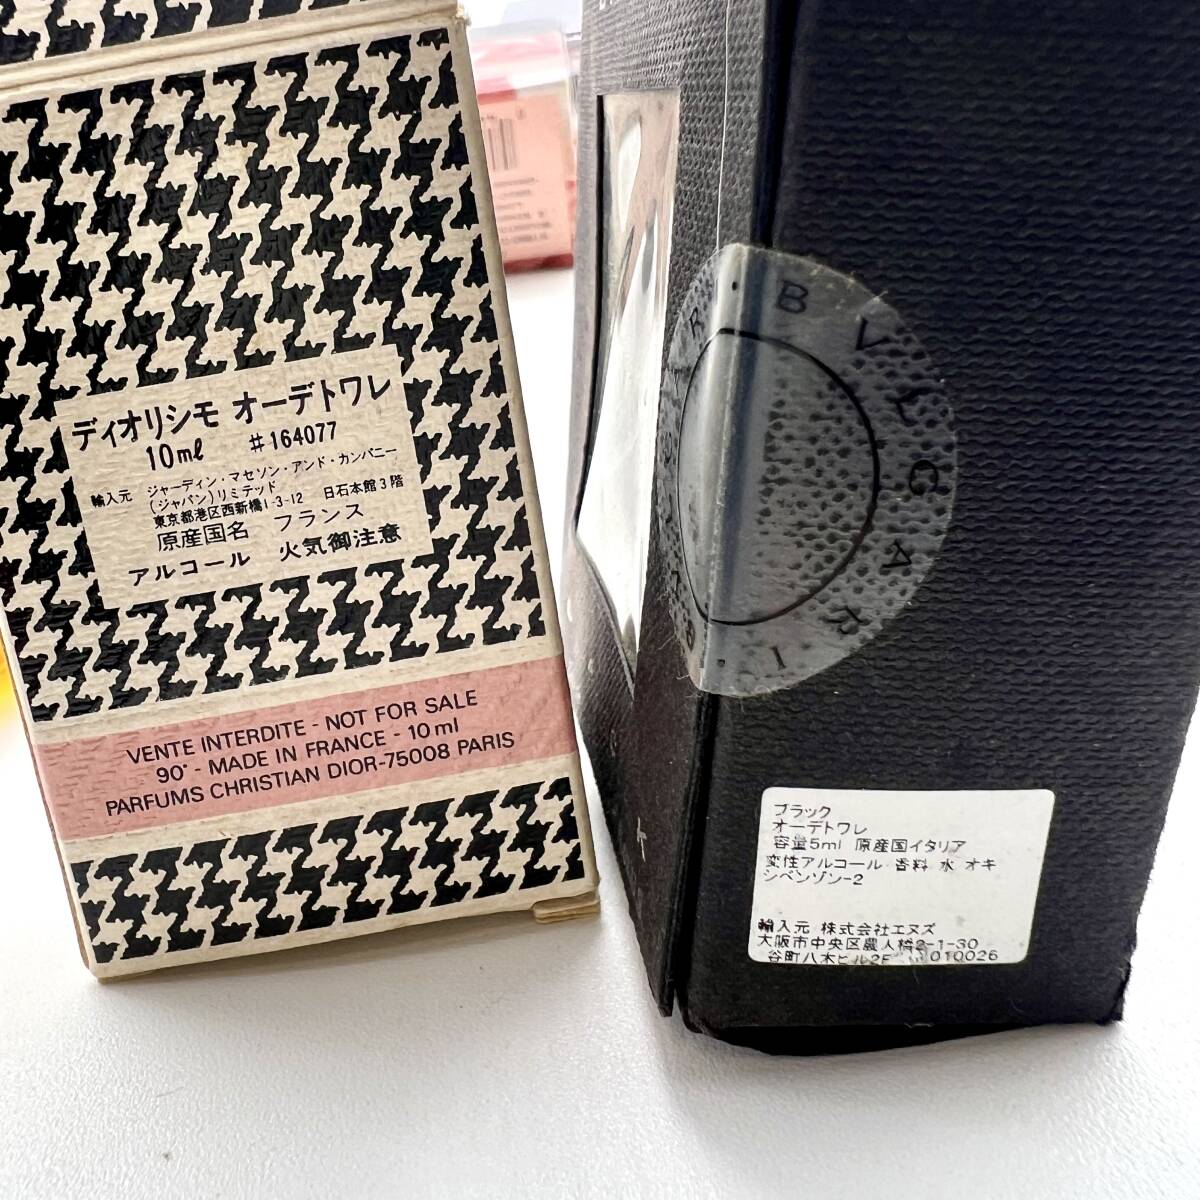 ディオリシモ オーデトワレ
10ml ♯164077
輸入元 ジャーディン・マセソン・アンド・カンパニー
(ジャパン)リミテッド
東京都港区西新橋1-3-12 日石本館3階
原産国名 フランス
アルコール 火気御注意
VENTE INTERDITE - NOT FOR SALE
90° - MADE IN FRANCE - 10 ml
PARFUMS CHRISTIAN DIOR-75008 PARIS
· BVLGARI ·
ブラック
オーデトワレ
容量5ml 原産国イタリア
変性アルコール 香料 水 オキ
シベンゾン-2
輸入元 株式会社エヌズ
大阪市中央区農人橋2-1-30
谷町八木ビル2F 010026